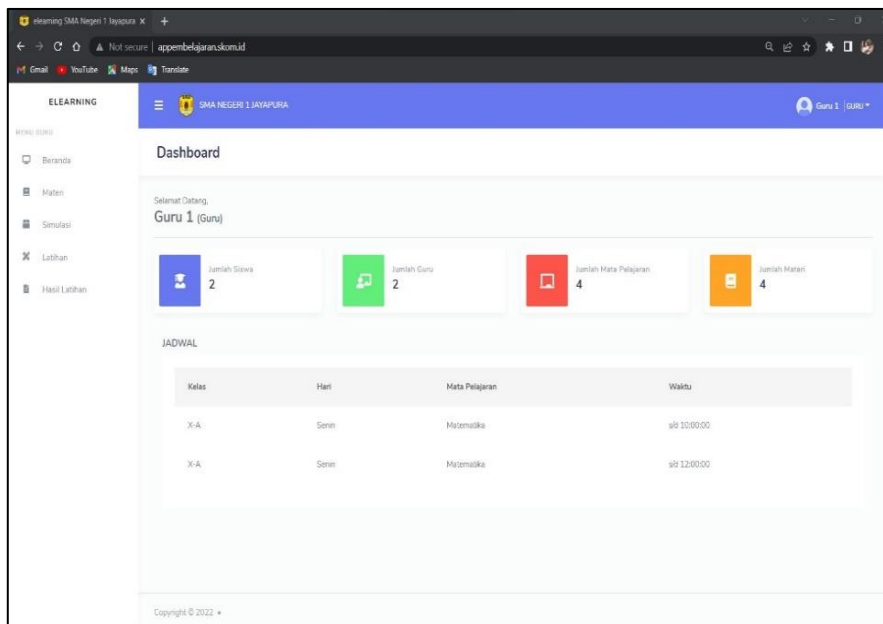 elearning SMA Negeri 1 Jayapura
Not secure | appembelajaran.skom.id
Gmail YouTube Maps Translate
ELEARNING
SMA NEGERI 1 JAYAPURA
Guru 1 | GURU
MENU GURU
Beranda
Materi
Simulasi
Latihan
Hasil Latihan
Dashboard
Selamat Datang,
Guru 1 (Guru)
Jumlah Siswa
2
Jumlah Guru
2
Jumlah Mata Pelajaran
4
Jumlah Materi
4
JADWAL
Kelas Hari Mata Pelajaran Waktu
X-A Senin Matematika s/d 10:00:00
X-A Senin Matematika s/d 12:00:00
Copyright © 2022